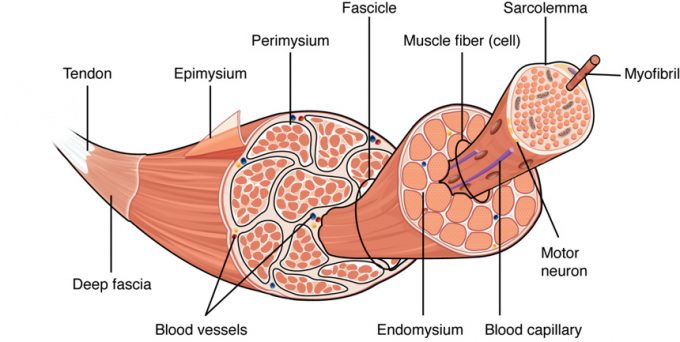 Fascicle
Sarcolemma
Perimysium
Muscle fiber (cell)
Tendon
Epimysium
Myofibril
Motor
neuron
Deep fascia
Blood vessels
Endomysium
Blood capillary